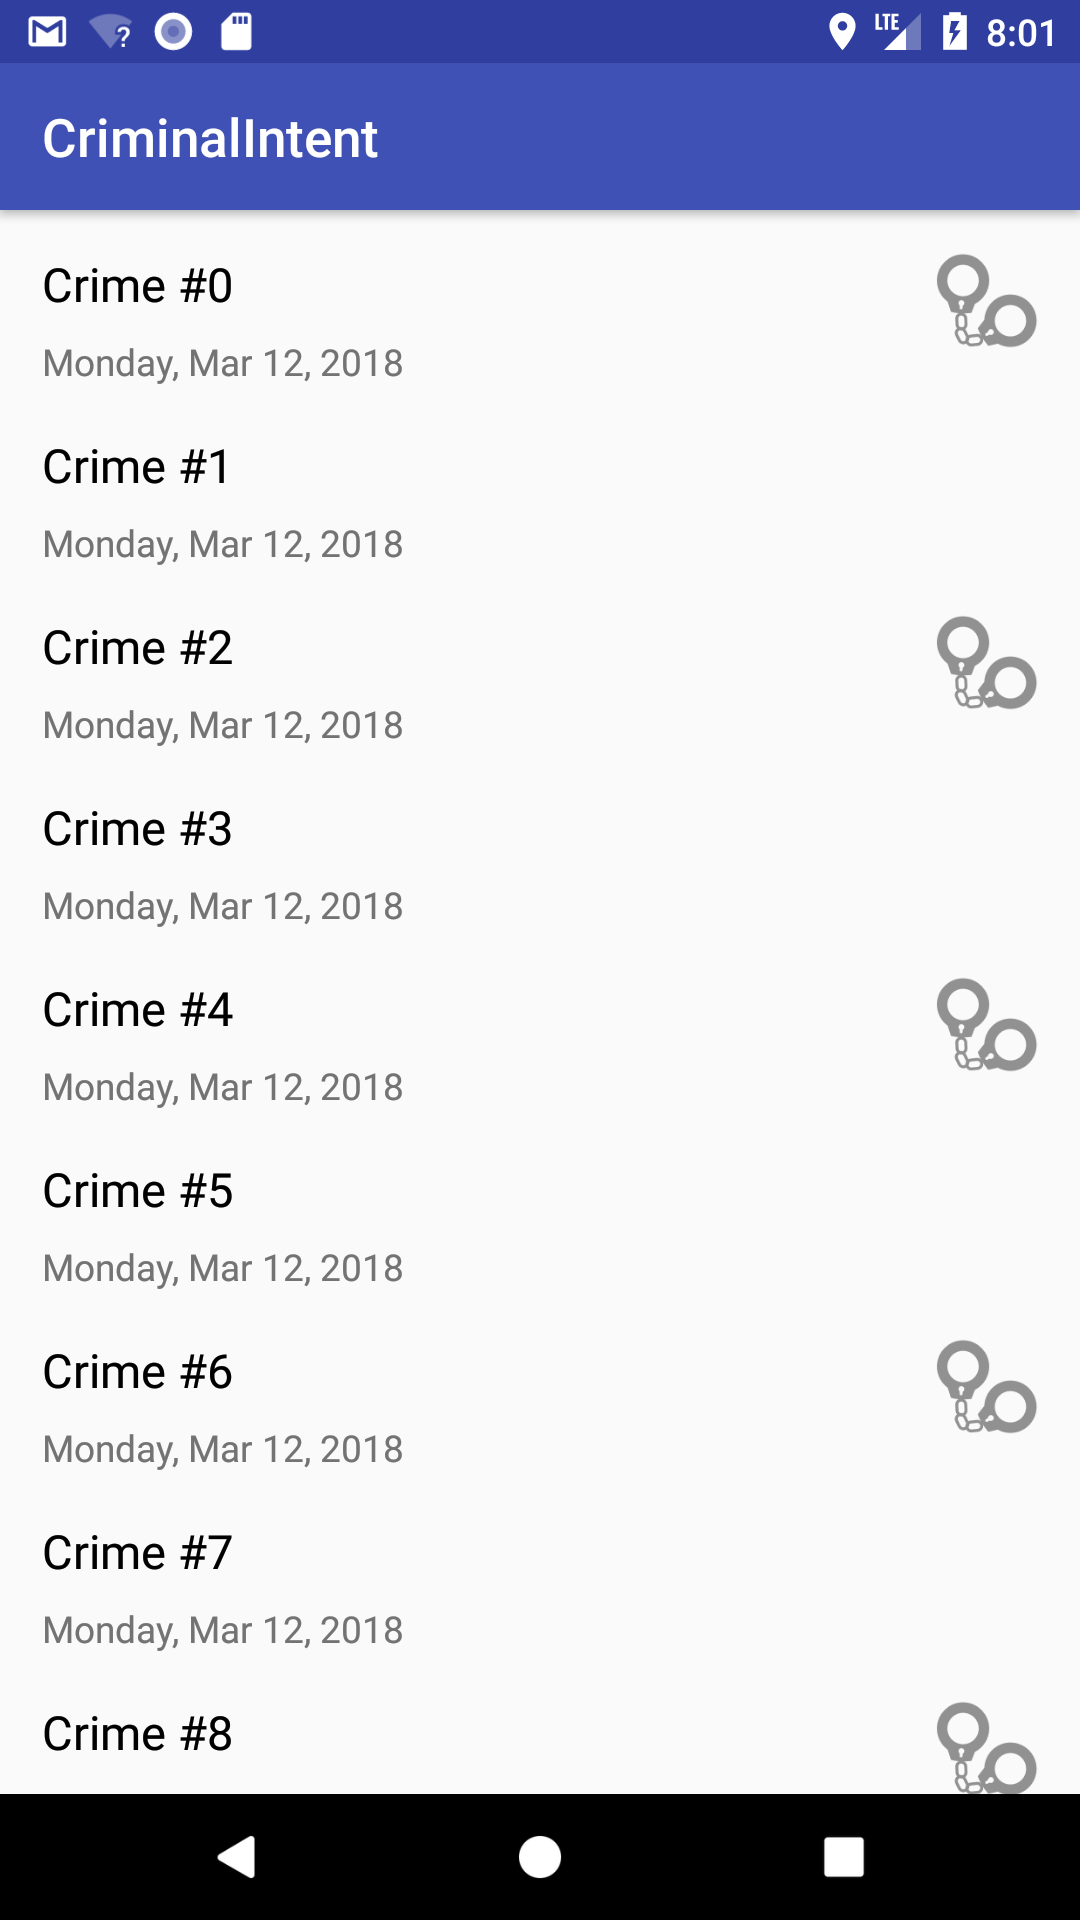 ? LTE 8:01
CriminalIntent
Crime #0
Monday, Mar 12, 2018
Crime #1
Monday, Mar 12, 2018
Crime #2
Monday, Mar 12, 2018
Crime #3
Monday, Mar 12, 2018
Crime #4
Monday, Mar 12, 2018
Crime #5
Monday, Mar 12, 2018
Crime #6
Monday, Mar 12, 2018
Crime #7
Monday, Mar 12, 2018
Crime #8